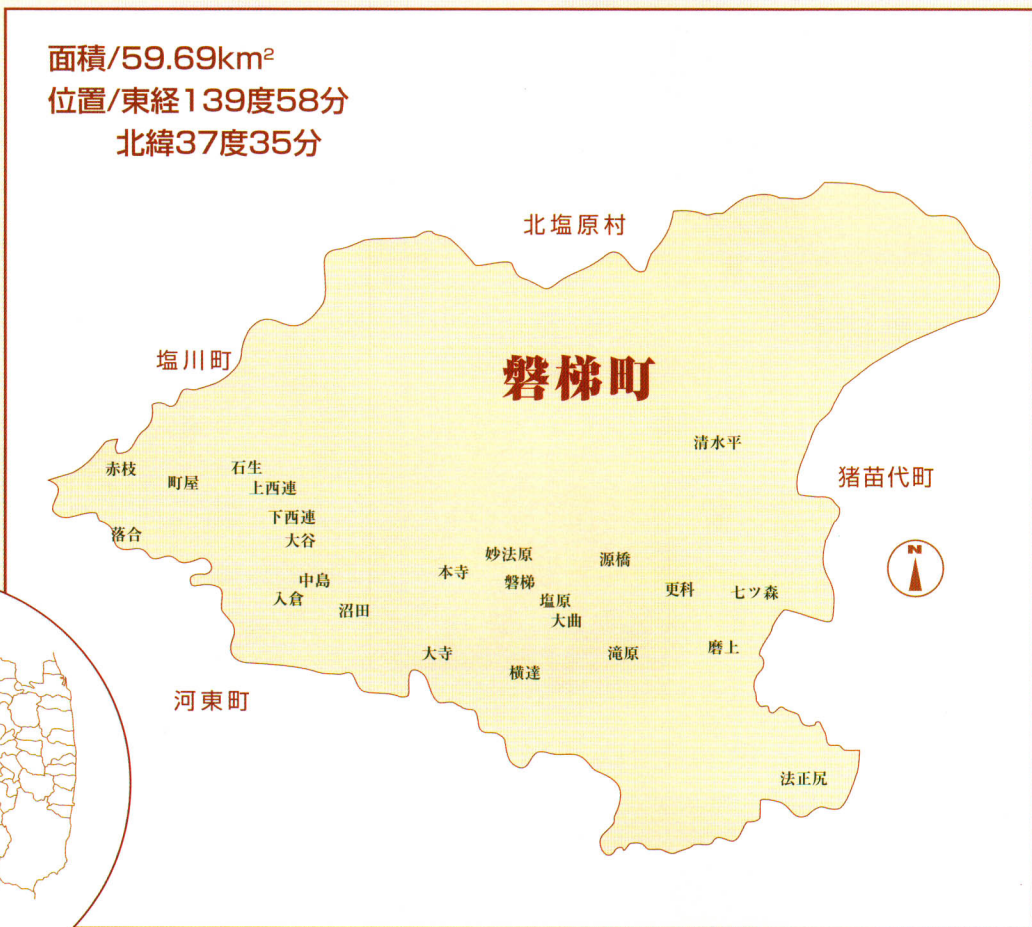 面積/59.69km²
位置/東経139度58分
北緯37度35分
北塩原村
塩川町
磐梯町
清水平
猪苗代町
赤枝
町屋
石生
上西連
下西連
大谷
落合
中島
入倉
沼田
本寺
妙法原
磐梯
塩原
大曲
源橋
更科
七ツ森
大寺
横達
滝原
磨上
河東町
法正尻
N